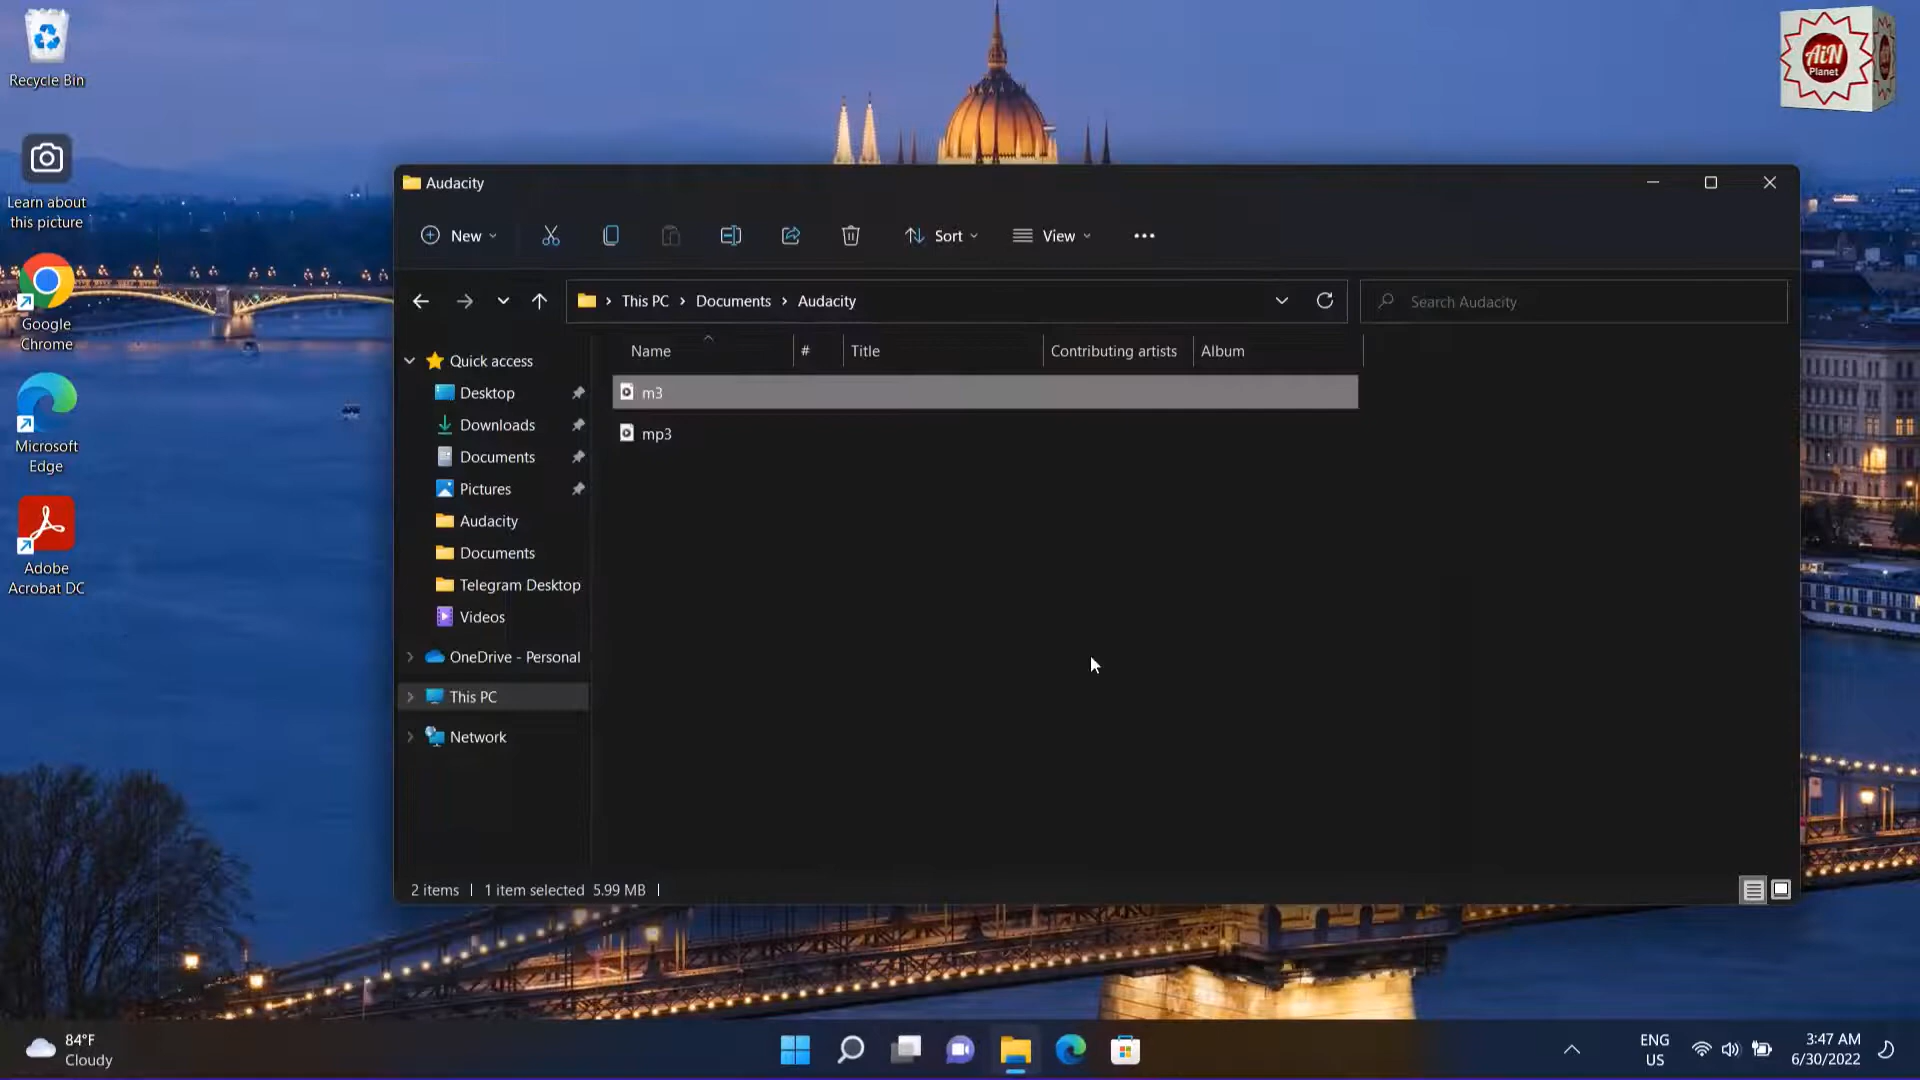 Recycle Bin
Learn about
this picture
Google
Chrome
Microsoft
Edge
Adobe
Acrobat DC
AiN
Planet
Audacity
New
Sort
View
This PC
Documents
Audacity
Search Audacity
Quick access
Desktop
Downloads
Documents
Pictures
Audacity
Documents
Telegram Desktop
Videos
OneDrive - Personal
This PC
Network
Name # Title Contributing artists Album
m3
mp3
2 items 1 item selected 5.99 MB
84°F
Cloudy
ENG
US
3:47 AM
6/30/2022